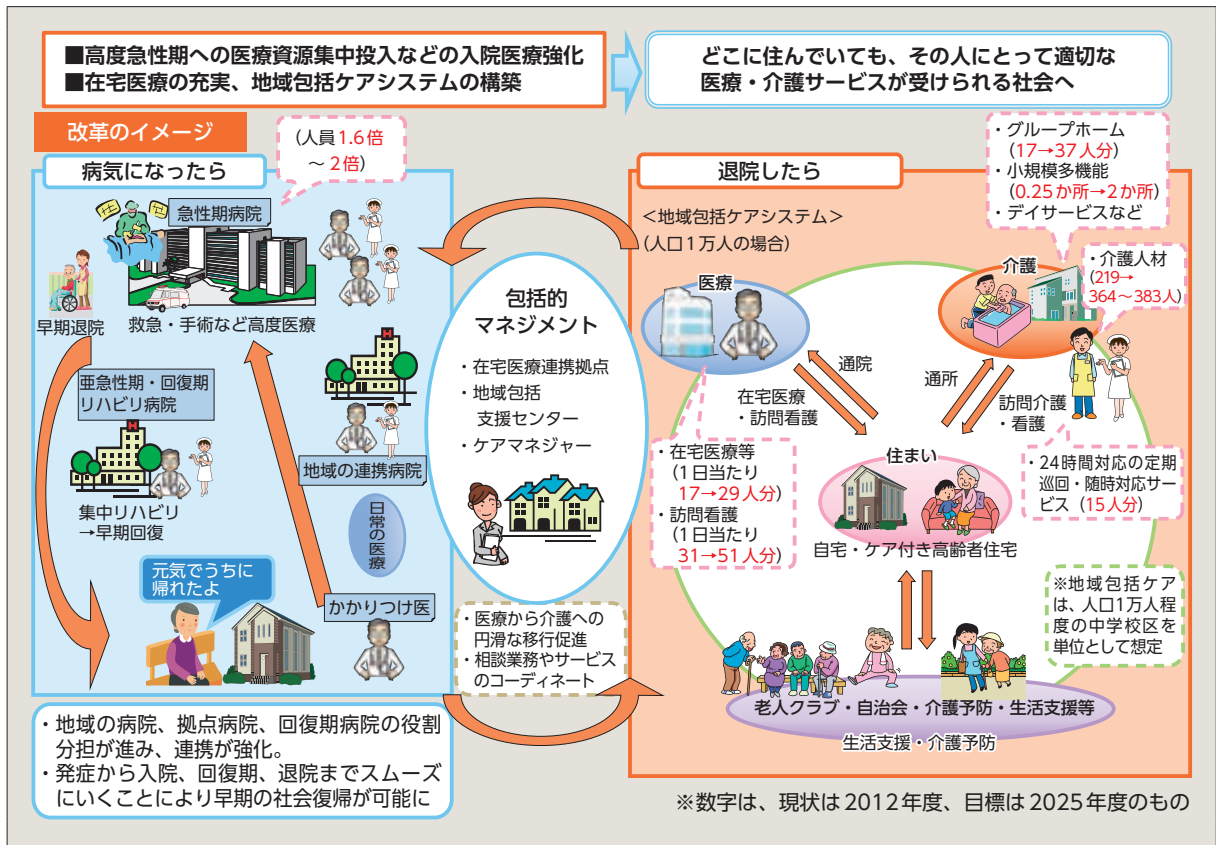 ■高度急性期への医療資源集中投入などの入院医療強化
■在宅医療の充実、地域包括ケアシステムの構築
どこに住んでいても、その人にとって適切な
医療・介護サービスが受けられる社会へ
改革のイメージ
病気になったら
(人員1.6倍
～2倍)
急性期病院
早期退院
救急・手術など高度医療
亜急性期・回復期
リハビリ病院
集中リハビリ
→早期回復
H
H
地域の連携病院
日常の医療
元気でうちに
帰れたよ
かかりつけ医
・地域の病院、拠点病院、回復期病院の役割
分担が進み、連携が強化。
・発症から入院、回復期、退院までスムーズ
にいくことにより早期の社会復帰が可能に
包括的
マネジメント
・在宅医療連携拠点
・地域包括
支援センター
・ケアマネジャー
・医療から介護への
円滑な移行促進
・相談業務やサービス
のコーディネート
退院したら
＜地域包括ケアシステム＞
(人口1万人の場合)
・グループホーム
(17→37人分)
・小規模多機能
(0.25か所→2か所)
・デイサービスなど
医療
介護
・介護人材
(219→
364～383人)
通院
在宅医療
・訪問看護
通所
訪問介護
・看護
・在宅医療等
(1日当たり
17→29人分)
・訪問看護
(1日当たり
31→51人分)
住まい
自宅・ケア付き高齢者住宅
・24時間対応の定期
巡回・随時対応サー
ビス (15人分)
※地域包括ケア
は、人口1万人程
度の中学校区を
単位として想定
老人クラブ・自治会・介護予防・生活支援等
生活支援・介護予防
※数字は、現状は2012年度、目標は2025年度のもの